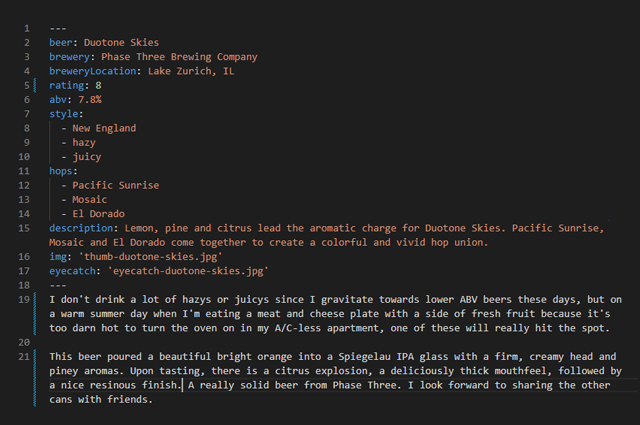 1 ---
2 beer: Duotone Skies
3 brewery: Phase Three Brewing Company
4 breweryLocation: Lake Zurich, IL
5 rating: 8
6 abv: 7.8%
7 style:
8 - New England
9 - hazy
10 - juicy
11 hops:
12 - Pacific Sunrise
13 - Mosaic
14 - El Dorado
15 description: Lemon, pine and citrus lead the aromatic charge for Duotone Skies. Pacific Sunrise,
Mosaic and El Dorado come together to create a colorful and vivid hop union.
16 img: 'thumb-duotone-skies.jpg'
17 eyecatch: 'eyecatch-duotone-skies.jpg'
18 ---
19 I don't drink a lot of hazys or juicys since I gravitate towards lower ABV beers these days, but on
a warm summer day when I'm eating a meat and cheese plate with a side of fresh fruit because it's
too darn hot to turn the oven on in my A/C-less apartment, one of these will really hit the spot.
20
21 This beer poured a beautiful bright orange into a Spiegelau IPA glass with a firm, creamy head and
piney aromas. Upon tasting, there is a citrus explosion, a deliciously thick mouthfeel, followed by
a nice resinous finish. A really solid beer from Phase Three. I look forward to sharing the other
cans with friends.